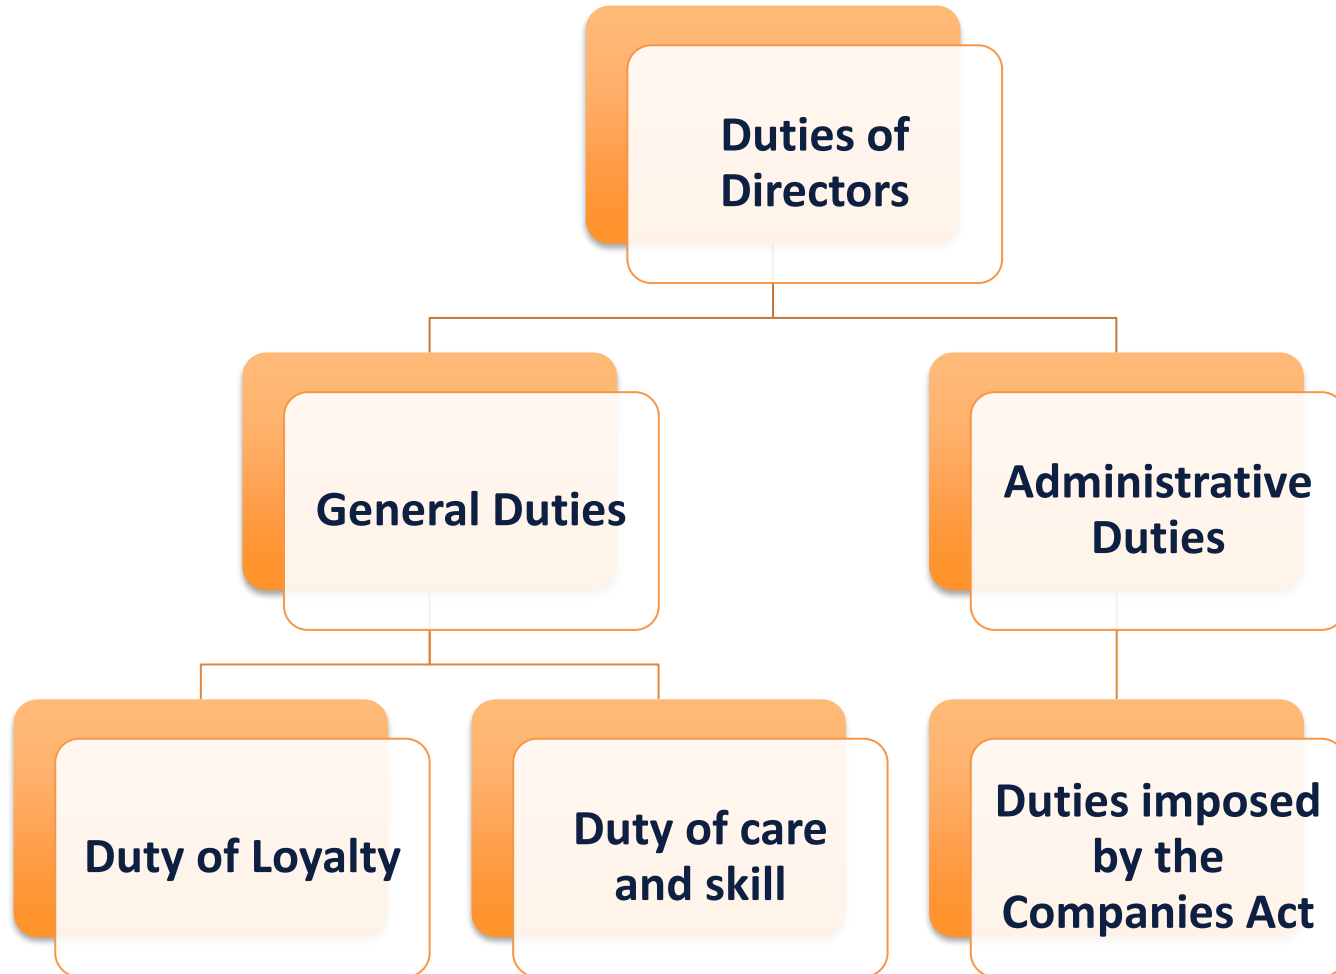 Duties of
Directors
General Duties
Administrative
Duties
Duty of Loyalty
Duty of care
and skill
Duties imposed
by the
Companies Act